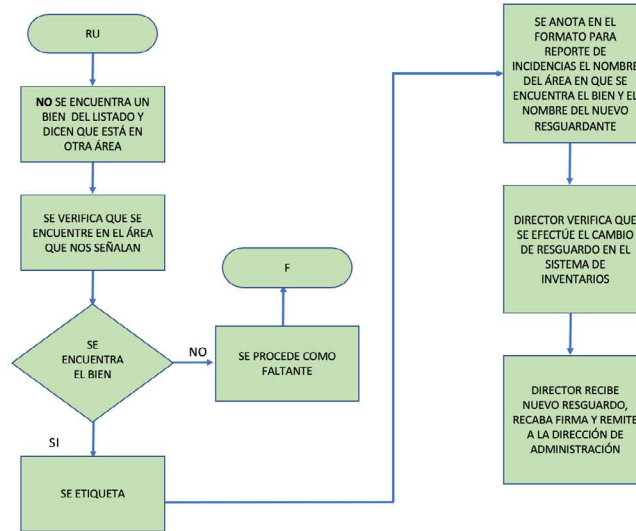 RU
NO SE ENCUENTRA UN
BIEN DEL LISTADO Y
DICEN QUE ESTÁ EN
OTRA ÁREA
SE VERIFICA QUE SE
ENCUENTRE EN EL ÁREA
QUE NOS SEÑALAN
SE
ENCUENTRA
EL BIEN
NO
SE PROCEDE COMO
FALTANTE
F
SI
SE ETIQUETA
SE ANOTA EN EL
FORMATO PARA
REPORTE DE
INCIDENCIAS EL NOMBRE
DEL ÁREA EN QUE SE
ENCUENTRA EL BIEN Y EL
NOMBRE DEL NUEVO
RESGUARDANTE
DIRECTOR VERIFICA QUE
SE EFECTÚE EL CAMBIO
DE RESGUARDO EN EL
SISTEMA DE
INVENTARIOS
DIRECTOR RECIBE
NUEVO RESGUARDO,
RECABA FIRMA Y REMITE
A LA DIRECCIÓN DE
ADMINISTRACIÓN